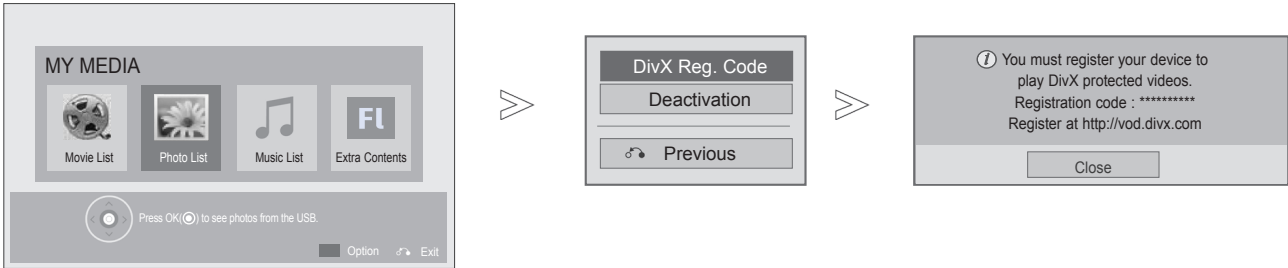 MY MEDIA
Movie List
Photo List
Music List
Fl
Extra Contents
Press OK(◉) to see photos from the USB.
Option
Exit
DivX Reg. Code
Deactivation
Previous
You must register your device to
play DivX protected videos.
Registration code : **********
Register at http://vod.divx.com
Close